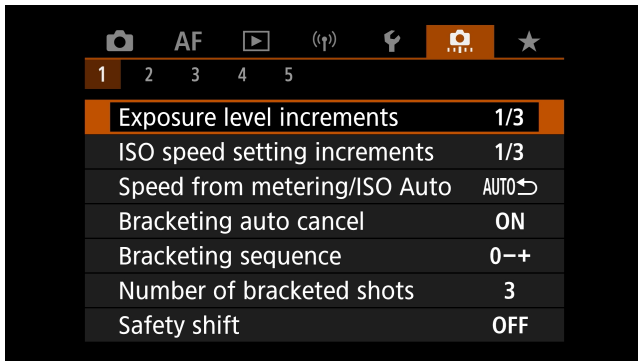 AF
1 2 3 4 5
Exposure level increments 1/3
ISO speed setting increments 1/3
Speed from metering/ISO Auto AUTO
Bracketing auto cancel ON
Bracketing sequence 0−+
Number of bracketed shots 3
Safety shift OFF